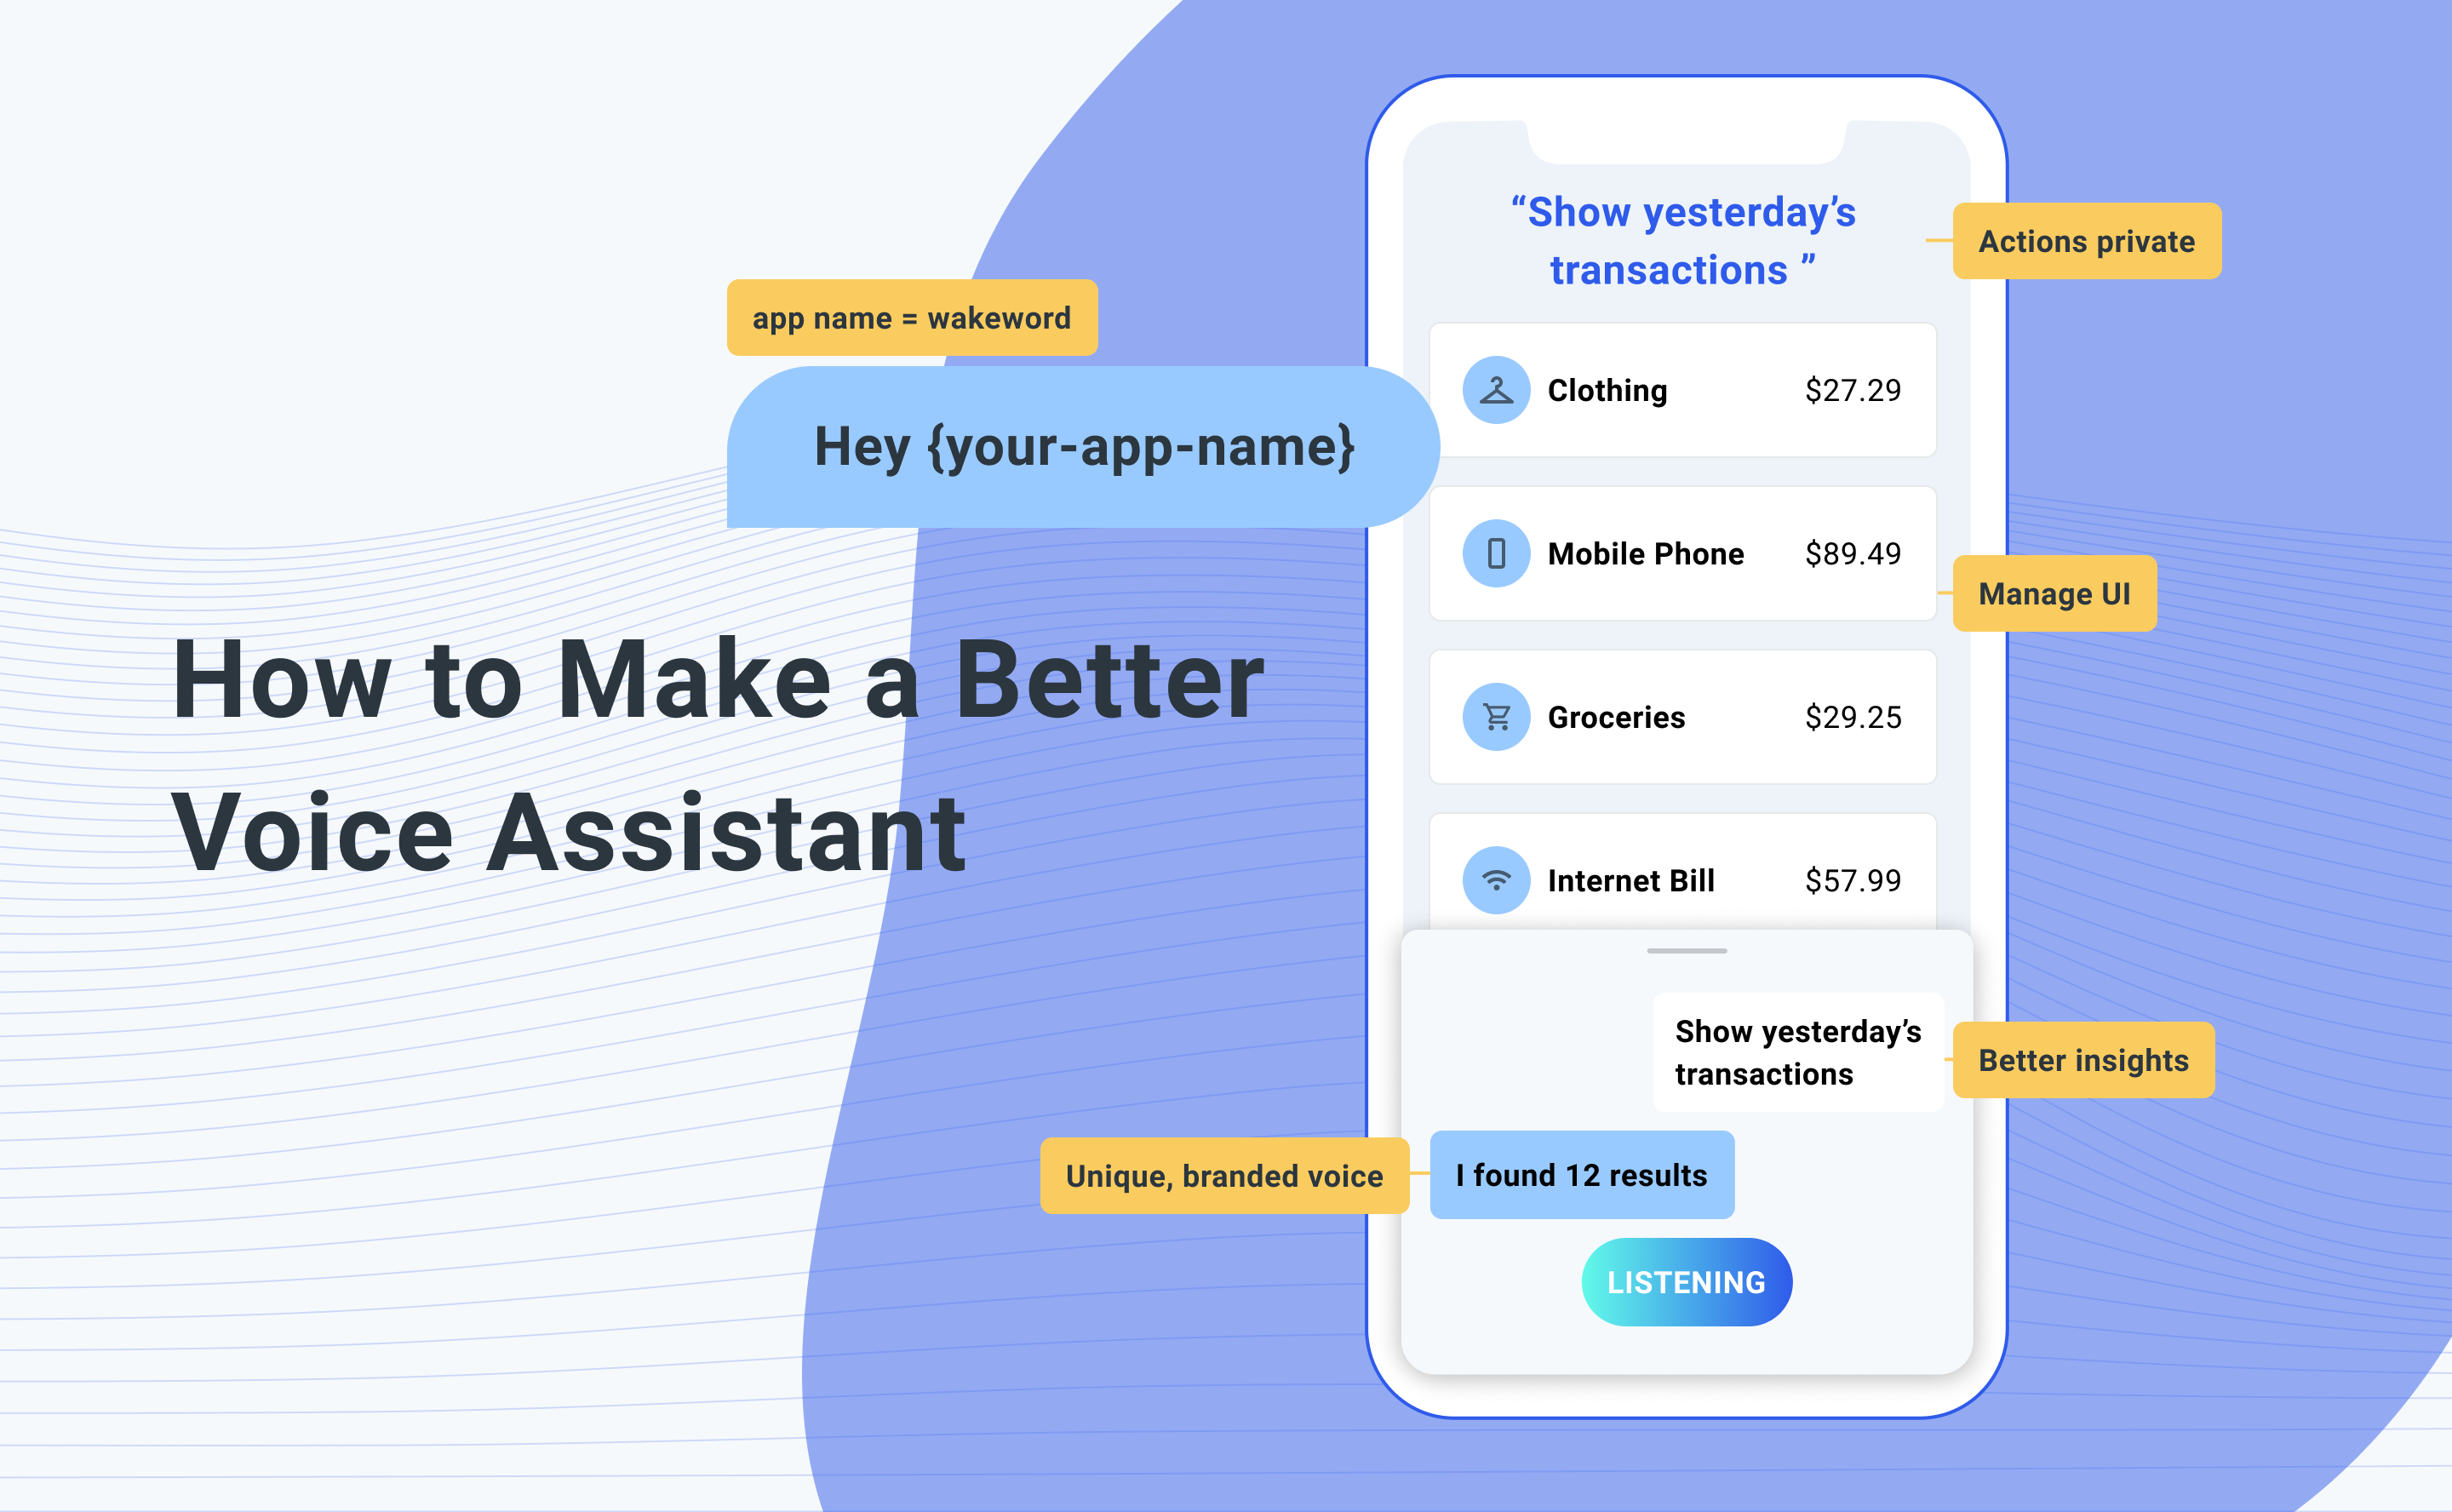 app name = wakeword
Hey {your-app-name}
How to Make a Better
Voice Assistant
“Show yesterday’s
transactions ”
Actions private
Clothing $27.29
Mobile Phone $89.49
Manage UI
Groceries $29.25
Internet Bill $57.99
Show yesterday’s
transactions
Better insights
Unique, branded voice
I found 12 results
LISTENING